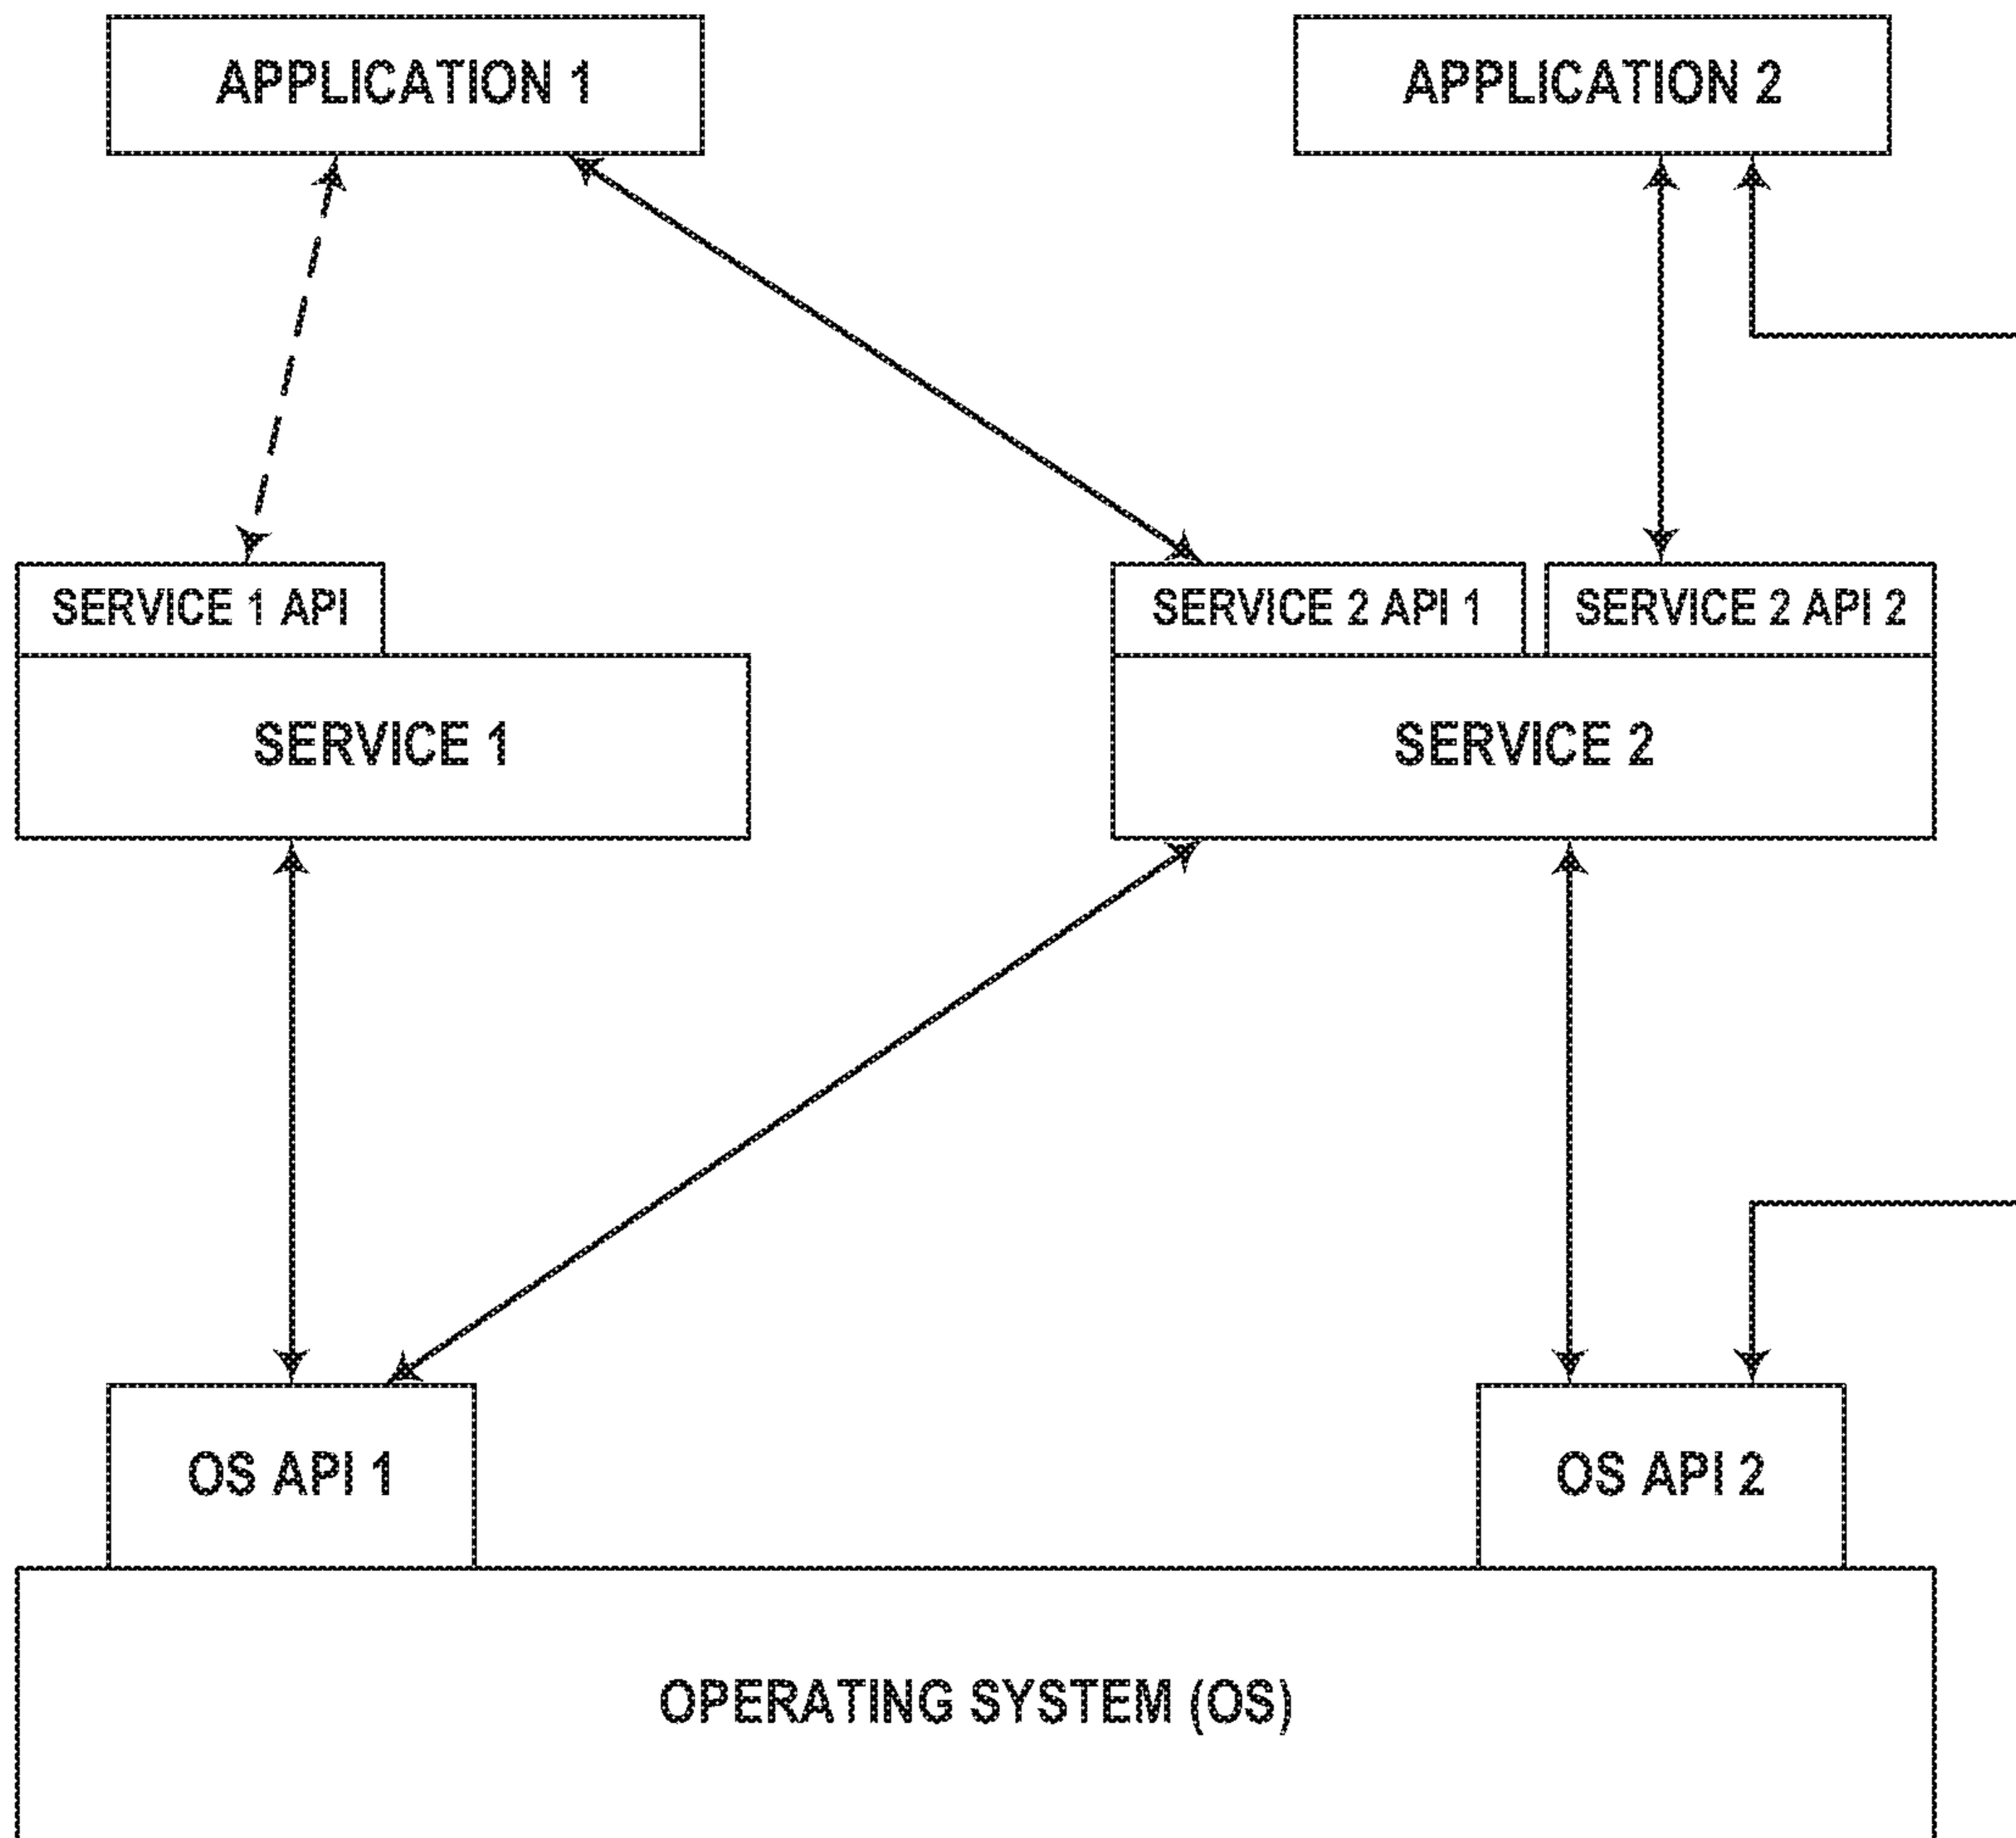 APPLICATION 1
APPLICATION 2
SERVICE 1 API
SERVICE 2 API 1
SERVICE 2 API 2
SERVICE 1
SERVICE 2
OS API 1
OS API 2
OPERATING SYSTEM (OS)